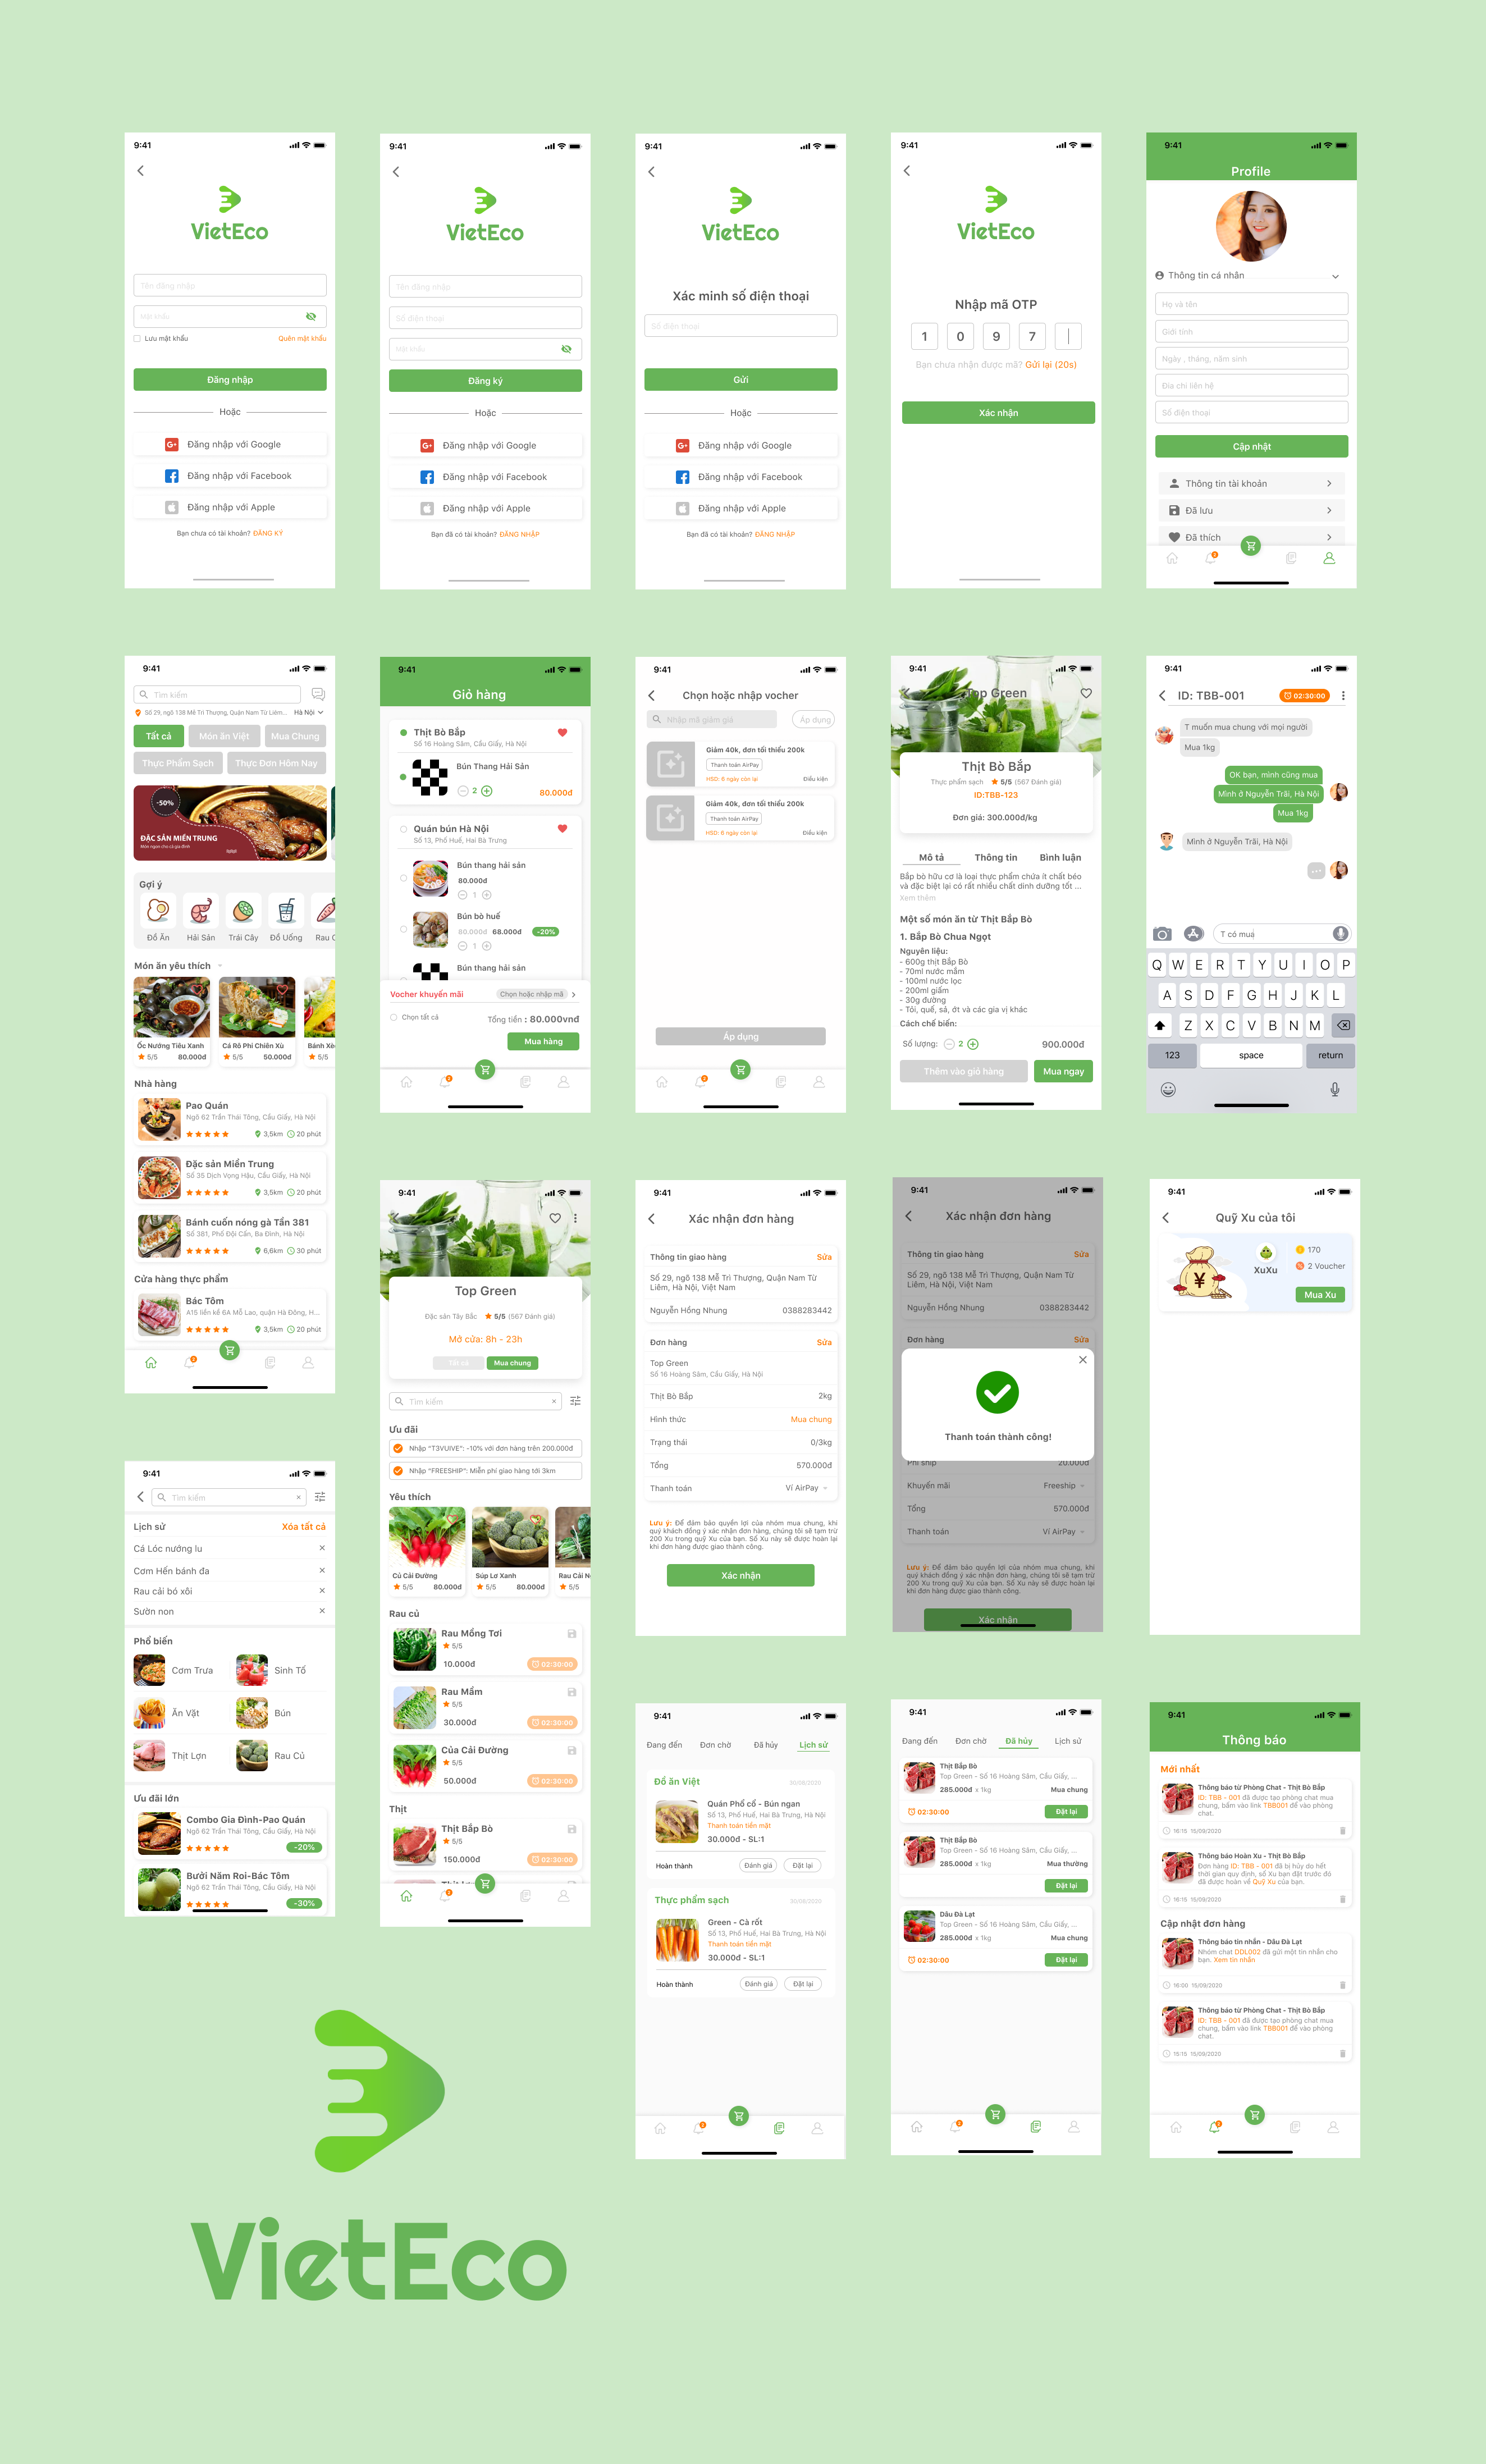 9:41
VietEco
Tên đăng nhập
Mật khẩu
Lưu mật khẩu
Quên mật khẩu
Đăng nhập
Hoặc
Đăng nhập với Google
Đăng nhập với Facebook
Đăng nhập với Apple
Bạn chưa có tài khoản? ĐĂNG KÝ
9:41
VietEco
Tên đăng nhập
Số điện thoại
Mật khẩu
Đăng ký
Hoặc
Đăng nhập với Google
Đăng nhập với Facebook
Đăng nhập với Apple
Bạn đã có tài khoản? ĐĂNG NHẬP
9:41
VietEco
Xác minh số điện thoại
Số điện thoại
Gửi
Hoặc
Đăng nhập với Google
Đăng nhập với Facebook
Đăng nhập với Apple
Bạn đã có tài khoản? ĐĂNG NHẬP
9:41
VietEco
Nhập mã OTP
1 0 9 7
Bạn chưa nhận được mã? Gửi lại (20s)
Xác nhận
9:41
Profile
Thông tin cá nhân
Họ và tên
Giới tính
Ngày , tháng, năm sinh
Địa chỉ liên hệ
Số điện thoại
Cập nhật
Thông tin tài khoản
Đã lưu
Đã thích
2
9:41
Tìm kiếm
Số 29, ngõ 138 Mễ Trì Thượng, Quận Nam Từ Liêm... Hà Nội
Tất cả Món ăn Việt Mua Chung
Thực Phẩm Sạch Thực Đơn Hôm Nay
-50%
ĐẶC SẢN MIỀN TRUNG
Gợi ý
Đồ Ăn Hải Sản Trái Cây Đồ Uống Rau C
Món ăn yêu thích
Ốc Nướng Tiêu Xanh Cá Rô Phi Chiên Xù Bánh Xèo
5/5 80.000đ 5/5 50.000đ 5/5
Nhà hàng
Pao Quán
Ngõ 62 Trần Thái Tông, Cầu Giấy, Hà Nội
3,5km 20 phút
Đặc sản Miền Trung
Số 35 Dịch Vọng Hậu, Cầu Giấy, Hà Nội
3,5km 20 phút
Bánh cuốn nóng gà Tần 381
Số 381, Phố Đội Cấn, Ba Đình, Hà Nội
6,6km 30 phút
Cửa hàng thực phẩm
Bác Tôm
A15 liền kề 6A Mỗ Lao, quận Hà Đông, H...
3,5km 20 phút
2
9:41
Giỏ hàng
Thịt Bò Bắp
Số 16 Hoàng Sâm, Cầu Giấy, Hà Nội
Bún Thang Hải Sản
2 80.000đ
Quán bún Hà Nội
Số 13, Phố Huế, Hai Bà Trưng
Bún thang hải sản
80.000đ
1
Bún bò huế
80.000đ 68.000đ -20%
1
Bún thang hải sản
Vocher khuyến mãi Chọn hoặc nhập mã
Chọn tất cả Tổng tiền : 80.000vnđ
Mua hàng
2
9:41
Chọn hoặc nhập vocher
Nhập mã giảm giá Áp dụng
Giảm 40k, đơn tối thiểu 200k
Thanh toán AirPay
HSD: 6 ngày còn lại Điều kiện
Giảm 40k, đơn tối thiểu 200k
Thanh toán AirPay
HSD: 6 ngày còn lại Điều kiện
Áp dụng
2
9:41
Top Green
Thịt Bò Bắp
Thực phẩm sạch 5/5 (567 Đánh giá)
ID:TBB-123
Đơn giá: 300.000đ/kg
Mô tả Thông tin Bình luận
Bắp bò hữu cơ là loại thực phẩm chứa ít chất béo
và đặc biệt lại có rất nhiều chất dinh dưỡng tốt ...
Xem thêm
Một số món ăn từ Thịt Bắp Bò
1. Bắp Bò Chua Ngọt
Nguyên liệu:
- 600g thịt Bắp Bò
- 70ml nước mắm
- 100ml nước lọc
- 200ml giấm
- 30g đường
- Tỏi, quế, sả, ớt và các gia vị khác
Cách chế biến:
Số lượng: 2 900.000đ
Thêm vào giỏ hàng Mua ngay
9:41
ID: TBB-001 02:30:00
T muốn mua chung với mọi người
Mua 1kg
OK bạn, mình cũng mua
Mình ở Nguyễn Trãi, Hà Nội
Mua 1kg
Mình ở Nguyễn Trãi, Hà Nội
...
T có mua
Q W E R T Y U I O P
A S D F G H J K L
Z X C V B N M
123 space return
9:41
Top Green
Đặc sản Tây Bắc 5/5 (567 Đánh giá)
Mở cửa: 8h - 23h
Tất cả Mua chung
Tìm kiếm
Ưu đãi
Nhập "T3VUIVE": -10% với đơn hàng trên 200.000đ
Nhập "FREESHIP": Miễn phí giao hàng tới 3km
Yêu thích
Củ Cải Đường Súp Lơ Xanh Rau Cải N
5/5 80.000đ 5/5 80.000đ 5/5
Rau củ
Rau Mồng Tơi
5/5
10.000đ 02:30:00
Rau Mầm
5/5
30.000đ 02:30:00
Của Cải Đường
5/5
50.000đ 02:30:00
Thịt
Thịt Bắp Bò
5/5
150.000đ 02:30:00
2
9:41
Xác nhận đơn hàng
Thông tin giao hàng Sửa
Số 29, ngõ 138 Mễ Trì Thượng, Quận Nam Từ
Liêm, Hà Nội, Việt Nam
Nguyễn Hồng Nhung 0388283442
Đơn hàng Sửa
Top Green
Số 16 Hoàng Sâm, Cầu Giấy, Hà Nội
Thịt Bò Bắp 2kg
Hình thức Mua chung
Trạng thái 0/3kg
Tổng 570.000đ
Thanh toán Ví AirPay
Lưu ý: Để đảm bảo quyền lợi của nhóm mua chung, khi
quý khách đồng ý xác nhận đơn hàng, chúng tôi sẽ tạm trừ
200 Xu trong quỹ Xu của bạn. Số Xu này sẽ được hoàn lại
khi đơn hàng được giao thành công.
Xác nhận
9:41
Xác nhận đơn hàng
Thông tin giao hàng Sửa
Số 29, ngõ 138 Mễ Trì Thượng, Quận Nam Từ
Liêm, Hà Nội, Việt Nam
Nguyễn Hồng Nhung 0388283442
Đơn hàng Sửa
Thanh toán thành công!
Phí ship 20.000đ
Khuyến mãi Freeship
Tổng 570.000đ
Thanh toán Ví AirPay
Lưu ý: Để đảm bảo quyền lợi của nhóm mua chung, khi
quý khách đồng ý xác nhận đơn hàng, chúng tôi sẽ tạm trừ
200 Xu trong quỹ Xu của bạn. Số Xu này sẽ được hoàn lại
khi đơn hàng được giao thành công.
Xác nhận
9:41
Quỹ Xu của tôi
XuXu
170
2 Voucher
Mua Xu
9:41
Tìm kiếm
Lịch sử Xóa tất cả
Cá Lóc nướng lu
Cơm Hến bánh đa
Rau cải bó xôi
Sườn non
Phổ biến
Cơm Trưa Sinh Tố
Ăn Vặt Bún
Thịt Lợn Rau Củ
Ưu đãi lớn
Combo Gia Đình-Pao Quán
Ngõ 62 Trần Thái Tông, Cầu Giấy, Hà Nội
-20%
Bưởi Năm Roi-Bác Tôm
Ngõ 62 Trần Thái Tông, Cầu Giấy, Hà Nội
-30%
9:41
Đang đến Đơn chờ Đã hủy Lịch sử
Đồ ăn Việt 30/06/2020
Quán Phố cổ - Bún ngan
Số 13, Phố Huế, Hai Bà Trưng, Hà Nội
Thanh toán tiền mặt
30.000đ - SL:1
Hoàn thành Đánh giá Đặt lại
Thực phẩm sạch 30/06/2020
Green - Cà rốt
Số 13, Phố Huế, Hai Bà Trưng, Hà Nội
Thanh toán tiền mặt
30.000đ - SL:1
Hoàn thành Đánh giá Đặt lại
2
9:41
Đang đến Đơn chờ Đã hủy Lịch sử
Thịt Bắp Bò
Top Green - Số 16 Hoàng Sâm, Cầu Giấy, ...
285.000đ x 1kg Mua chung
02:30:00 Đặt lại
Thịt Bắp Bò
Top Green - Số 16 Hoàng Sâm, Cầu Giấy, ...
285.000đ x 1kg Mua thường
Đặt lại
Dâu Đà Lạt
Top Green - Số 16 Hoàng Sâm, Cầu Giấy, ...
285.000đ x 1kg Mua chung
02:30:00 Đặt lại
2
9:41
Thông báo
Mới nhất
Thông báo từ Phòng Chat - Thịt Bò Bắp
ID: TBB - 001 đã được tạo phòng chat mua
chung, bấm vào link TBB001 để vào phòng
chat.
16:15 15/09/2020
Thông báo Hoàn Xu - Thịt Bò Bắp
Đơn hàng ID: TBB - 001 đã bị hủy do hết
thời gian quy định, số Xu bạn đặt trước đó
đã được hoàn về Quỹ Xu của bạn.
16:15 15/09/2020
Cập nhật đơn hàng
Thông báo tin nhắn - Dâu Đà Lạt
Nhóm chat DDL002 đã gửi một tin nhắn cho
bạn. Xem tin nhắn
16:00 15/09/2020
Thông báo từ Phòng Chat - Thịt Bò Bắp
ID: TBB - 001 đã được tạo phòng chat mua
chung, bấm vào link TBB001 để vào phòng
chat.
15:15 15/09/2020
2
VietEco